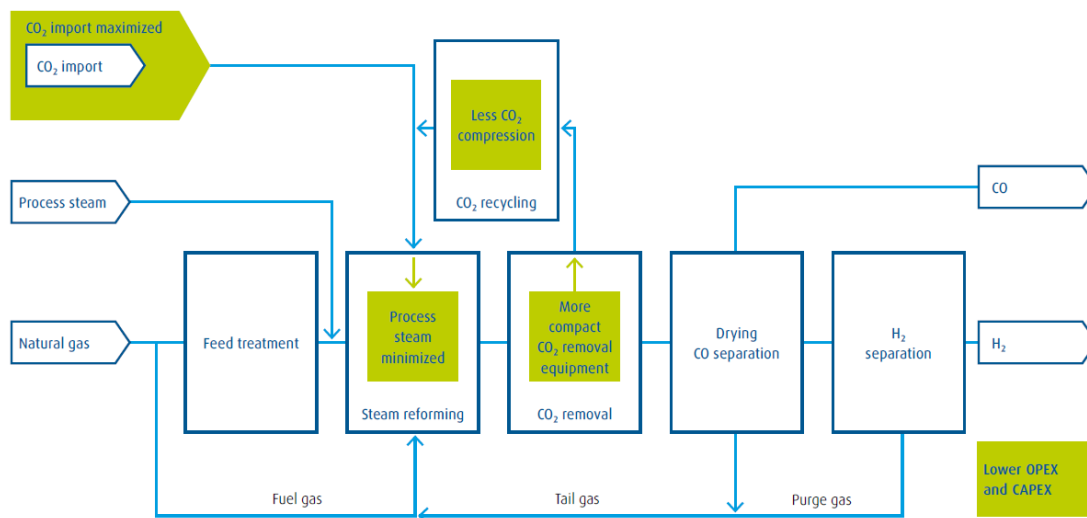 CO₂ import maximized
CO₂ import
Less CO₂
compression
CO₂ recycling
Process steam
CO
Natural gas
Feed treatment
Process
steam
minimized
Steam reforming
More
compact
CO₂ removal
equipment
CO₂ removal
Drying
CO separation
H₂
separation
H₂
Fuel gas
Tail gas
Purge gas
Lower OPEX
and CAPEX